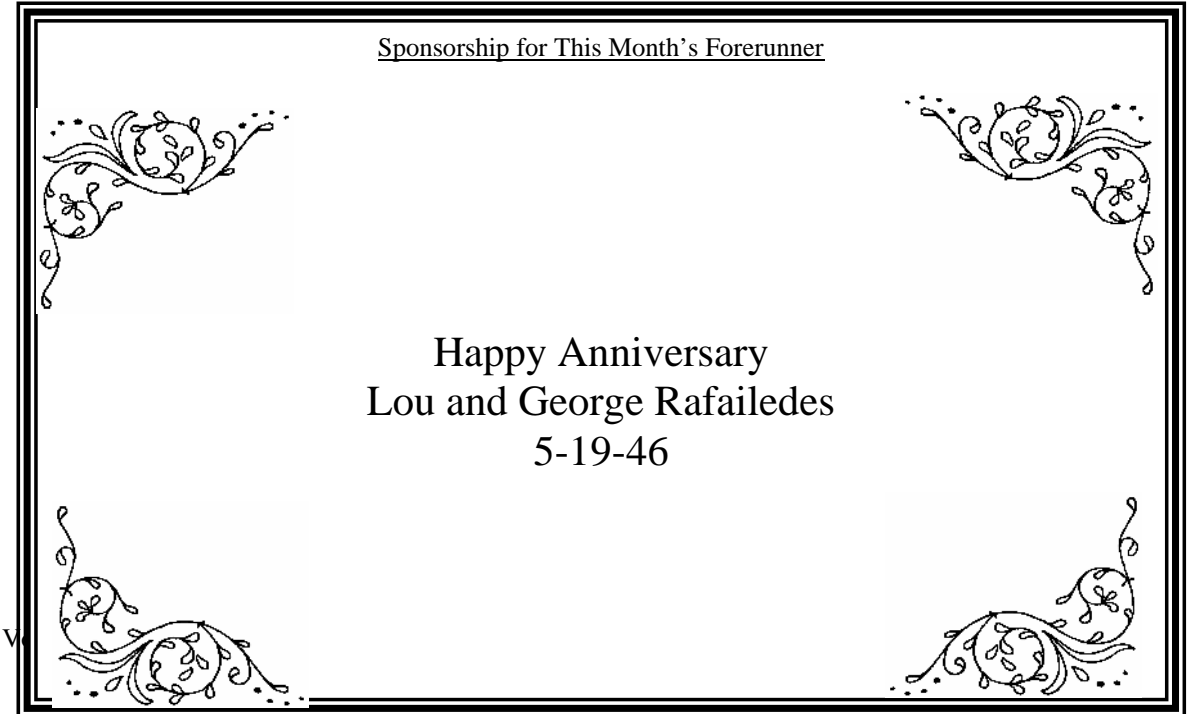 Sponsorship for This Month’s Forerunner
Happy Anniversary
Lou and George Rafailedes
5-19-46